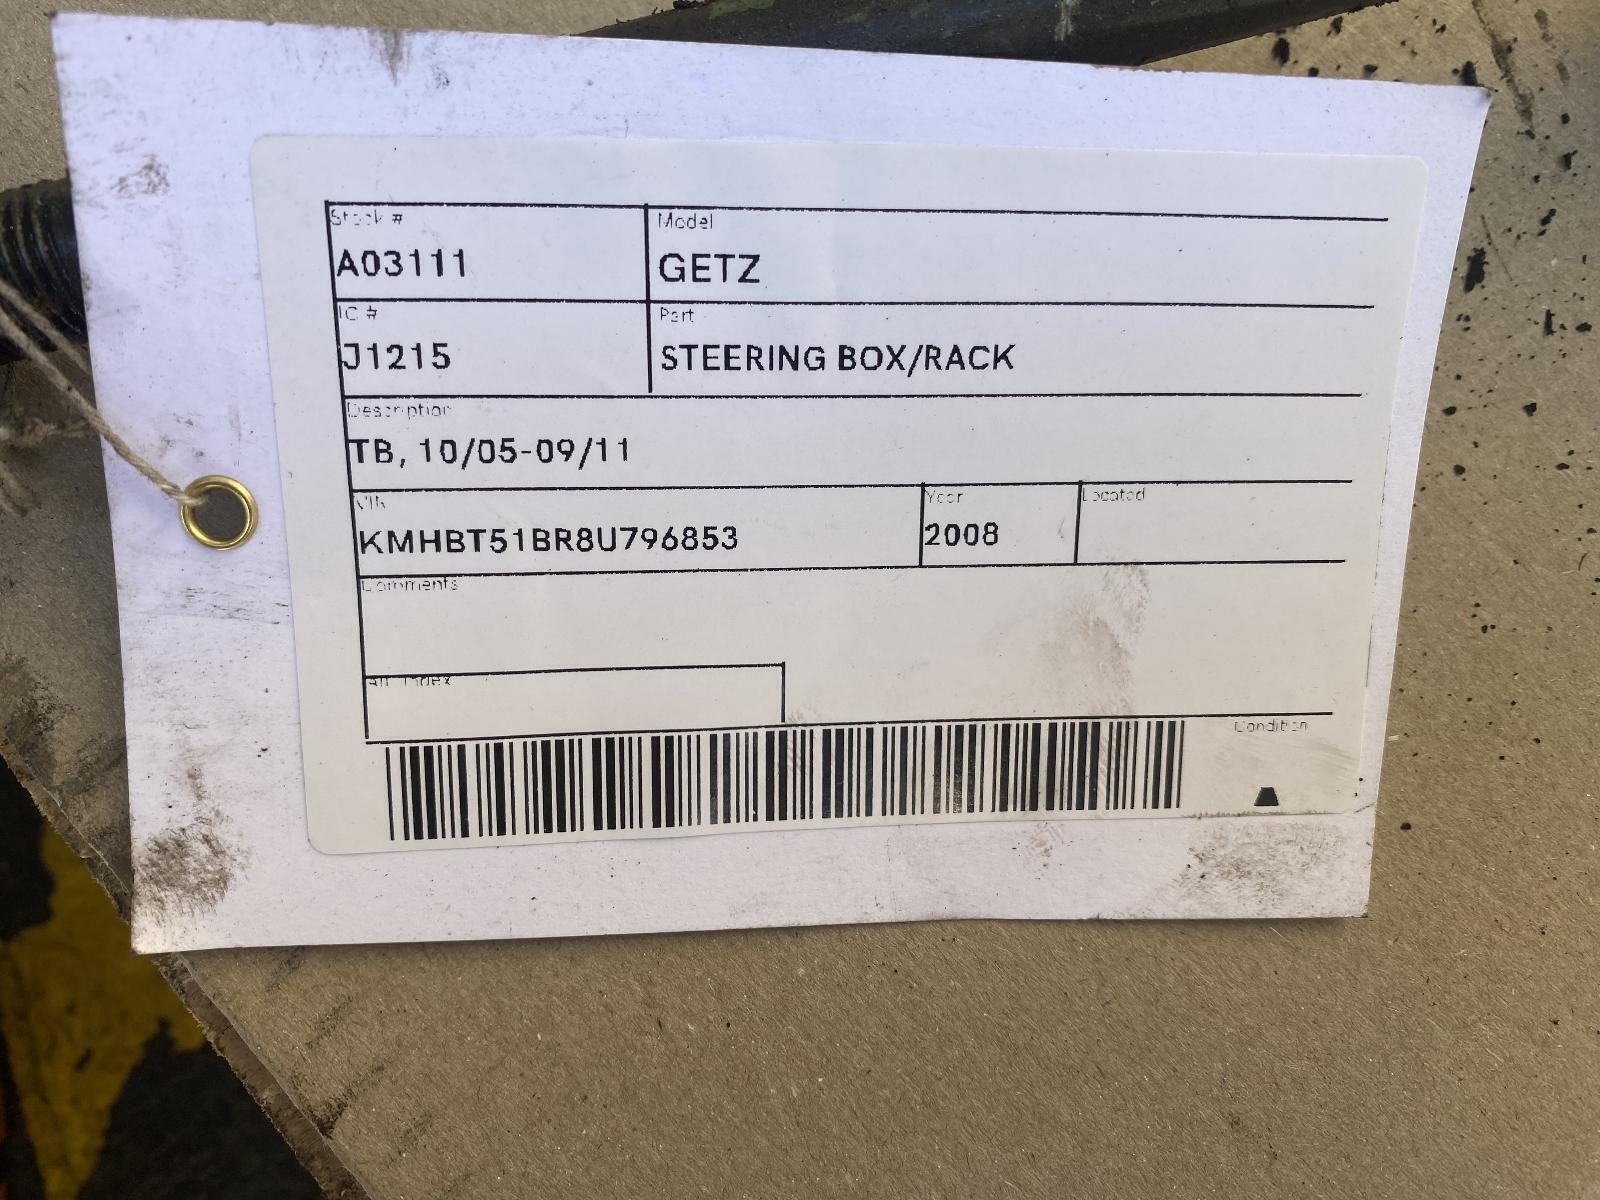 Stock # Model
A03111 GETZ
IC # Part
J1215 STEERING BOX/RACK
Description
TB, 10/05-09/11
VIN Year Located
KMHBT51BR8U796853 2008
Comments
Index
Condition
A